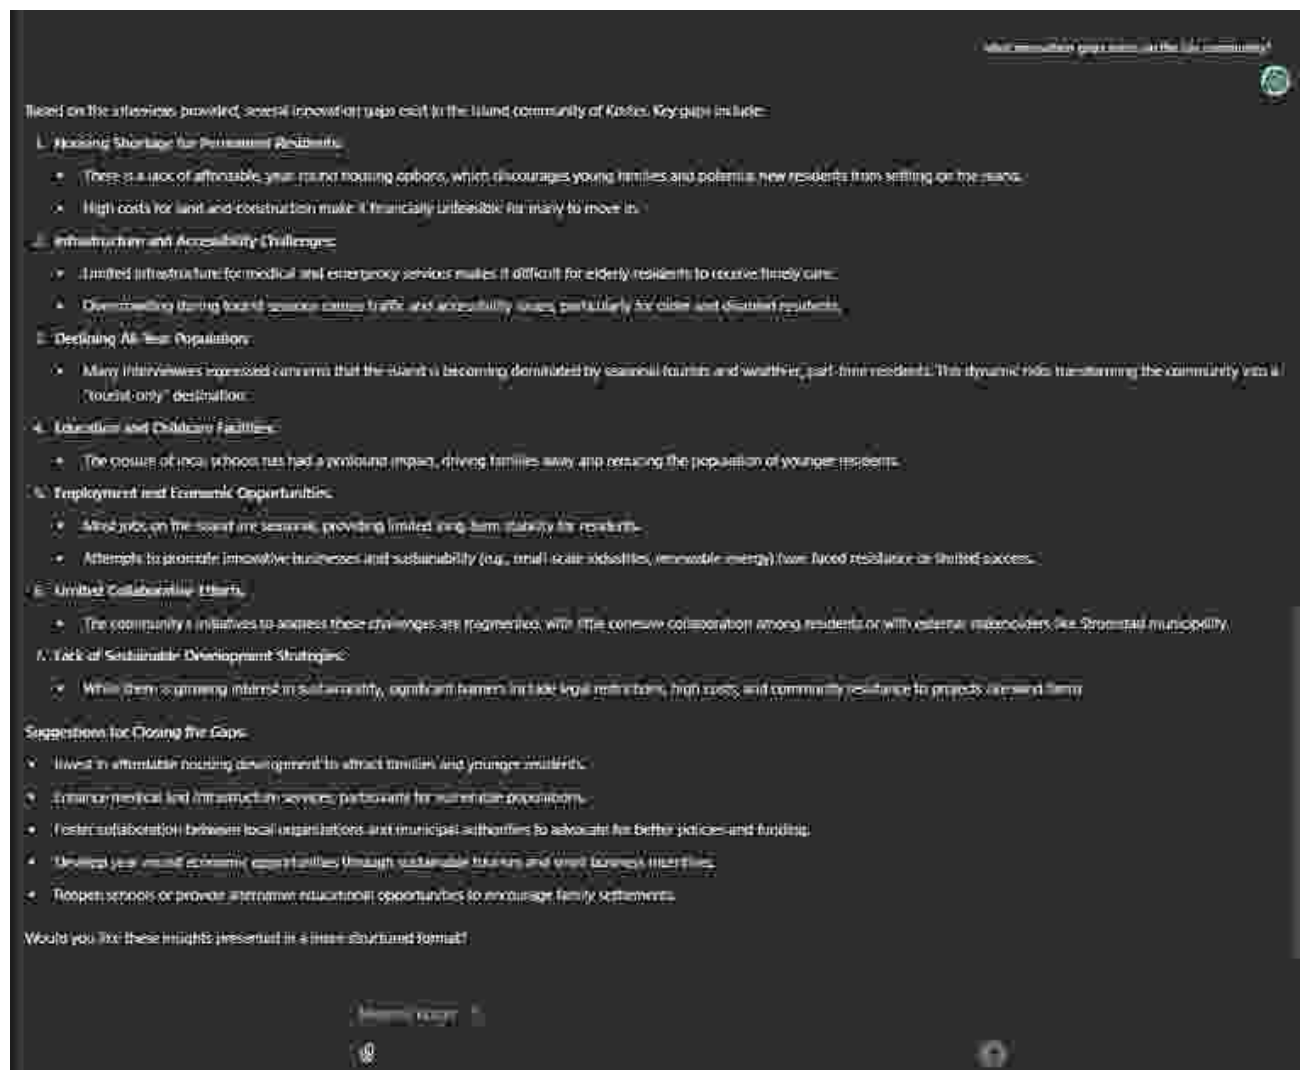 Based on the interviews provided, several innovation gaps exist in the island community of Koster. Key gaps include:
1. Housing Shortage for Permanent Residents:
• There is a lack of affordable, year-round housing options, which discourages young families and potential new residents from settling on the island.
• High costs for land and construction make it financially unfeasible for many to move in.
2. Infrastructure and Accessibility Challenges:
• Limited infrastructure for medical and emergency services makes it difficult for elderly residents to receive timely care.
• Overcrowding during tourist seasons causes traffic and accessibility issues, particularly for older and disabled residents.
3. Declining All-Year Population:
• Many interviewees expressed concerns that the island is becoming dominated by seasonal tourists and wealthier, part-time residents. This dynamic risks transforming the community into a
"tourist-only" destination.
4. Education and Childcare Facilities:
• The closure of local schools has had a profound impact, driving families away and reducing the population of younger residents.
5. Employment and Economic Opportunities:
• Most jobs on the island are seasonal, providing limited long-term stability for residents.
• Attempts to promote innovative businesses and sustainability (e.g., small-scale industries, renewable energy) have faced resistance or limited success.
6. Limited Collaborative Efforts:
• The community's initiatives to address these challenges are fragmented, with little cohesive collaboration among residents or with external stakeholders like Strömstad municipality.
7. Lack of Sustainable Development Strategies:
• While there is growing interest in sustainability, significant barriers include legal restrictions, high costs, and community resistance to projects like wind farms.
Suggestions for Closing the Gaps:
• Invest in affordable housing development to attract families and younger residents.
• Enhance medical and infrastructure services, particularly for vulnerable populations.
• Foster collaboration between local organizations and municipal authorities to advocate for better policies and funding.
• Develop year-round economic opportunities through sustainable tourism and small business incentives.
• Reopen schools or provide alternative educational opportunities to encourage family settlements.
Would you like these insights presented in a more structured format?